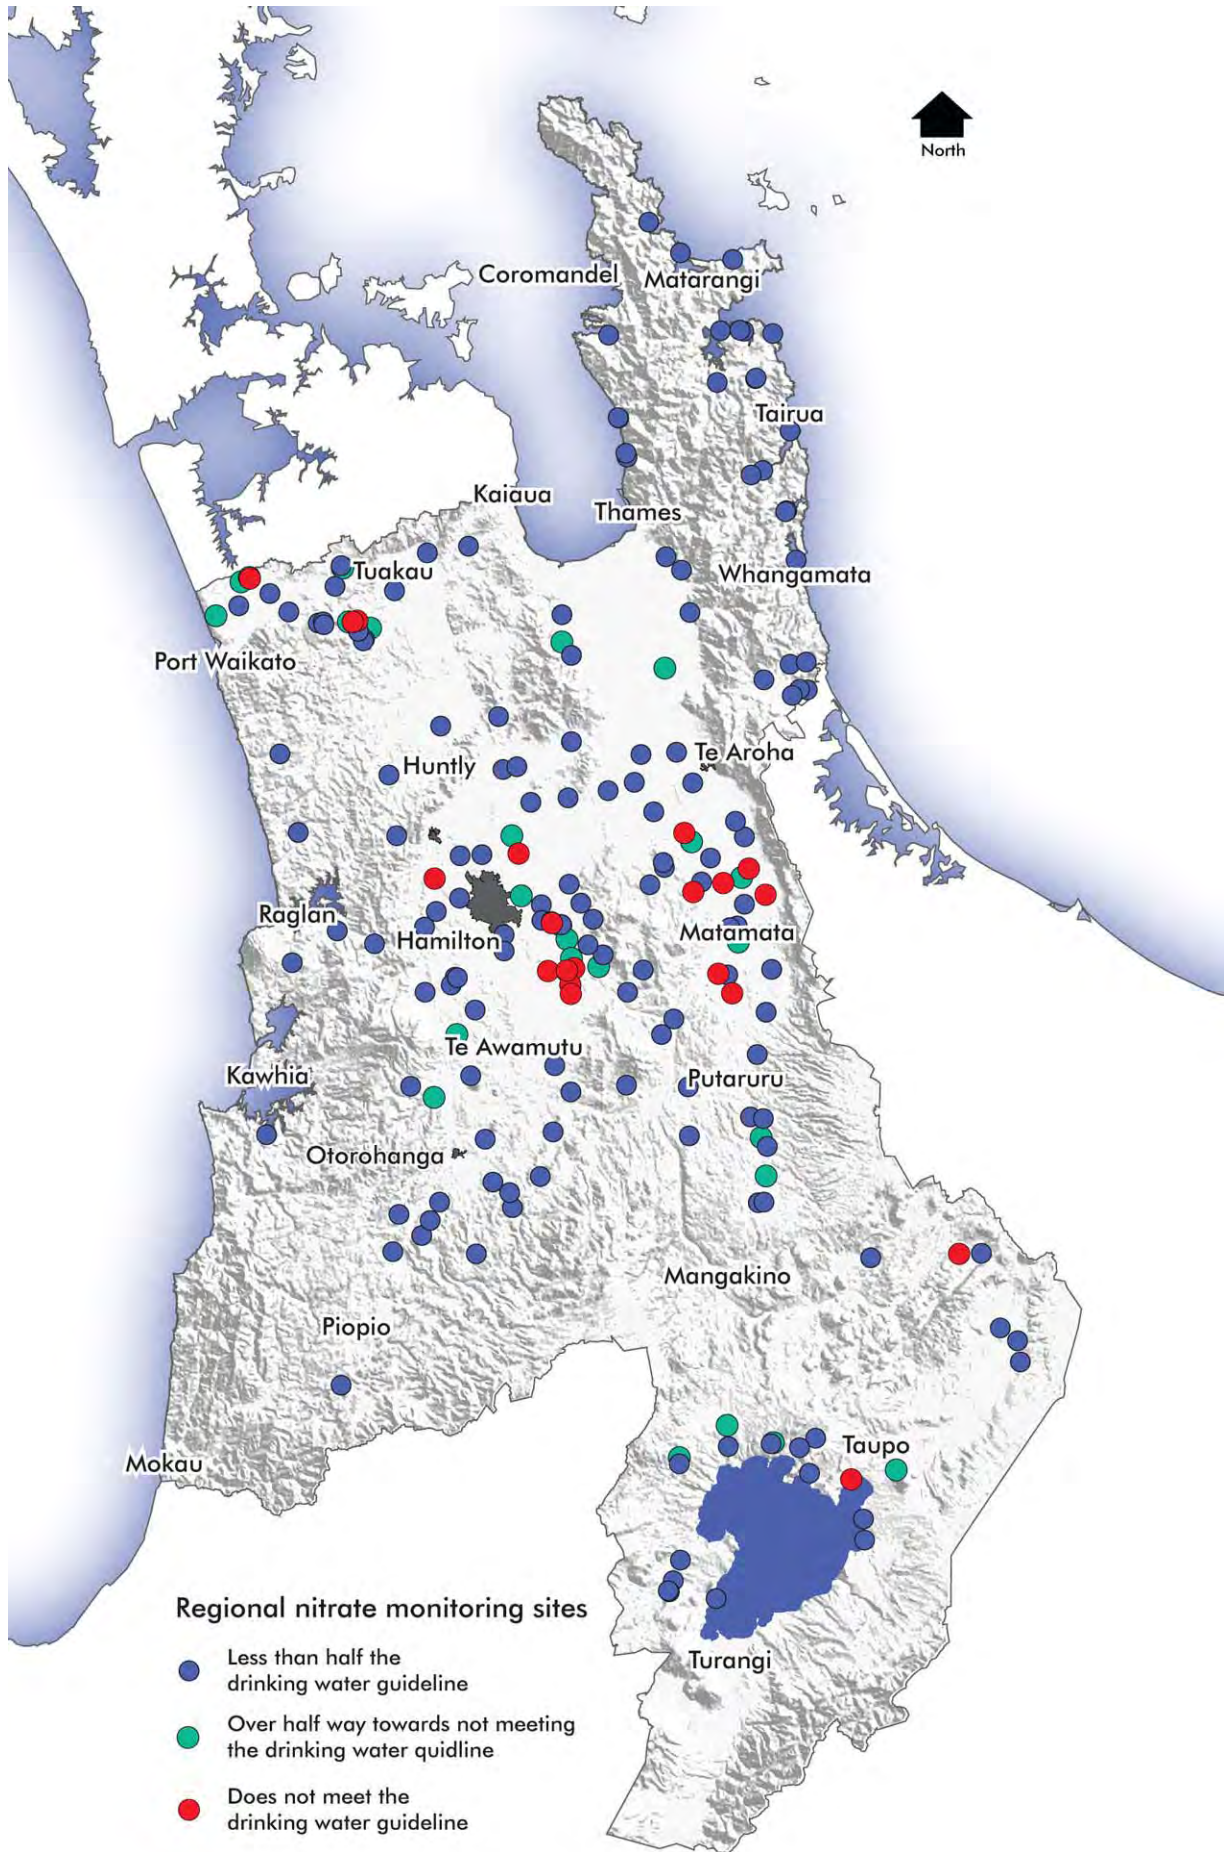 North
Coromandel
Matarangi
Tairua
Kaiaua
Thames
Tuakau
Whangamata
Port Waikato
Te Aroha
Huntly
Raglan
Hamilton
Matamata
Te Awamutu
Kawhia
Putaruru
Otorohanga
Mangakino
Piopio
Taupo
Mokau
Turangi
Regional nitrate monitoring sites
Less than half the
drinking water guideline
Over half way towards not meeting
the drinking water quidline
Does not meet the
drinking water guideline